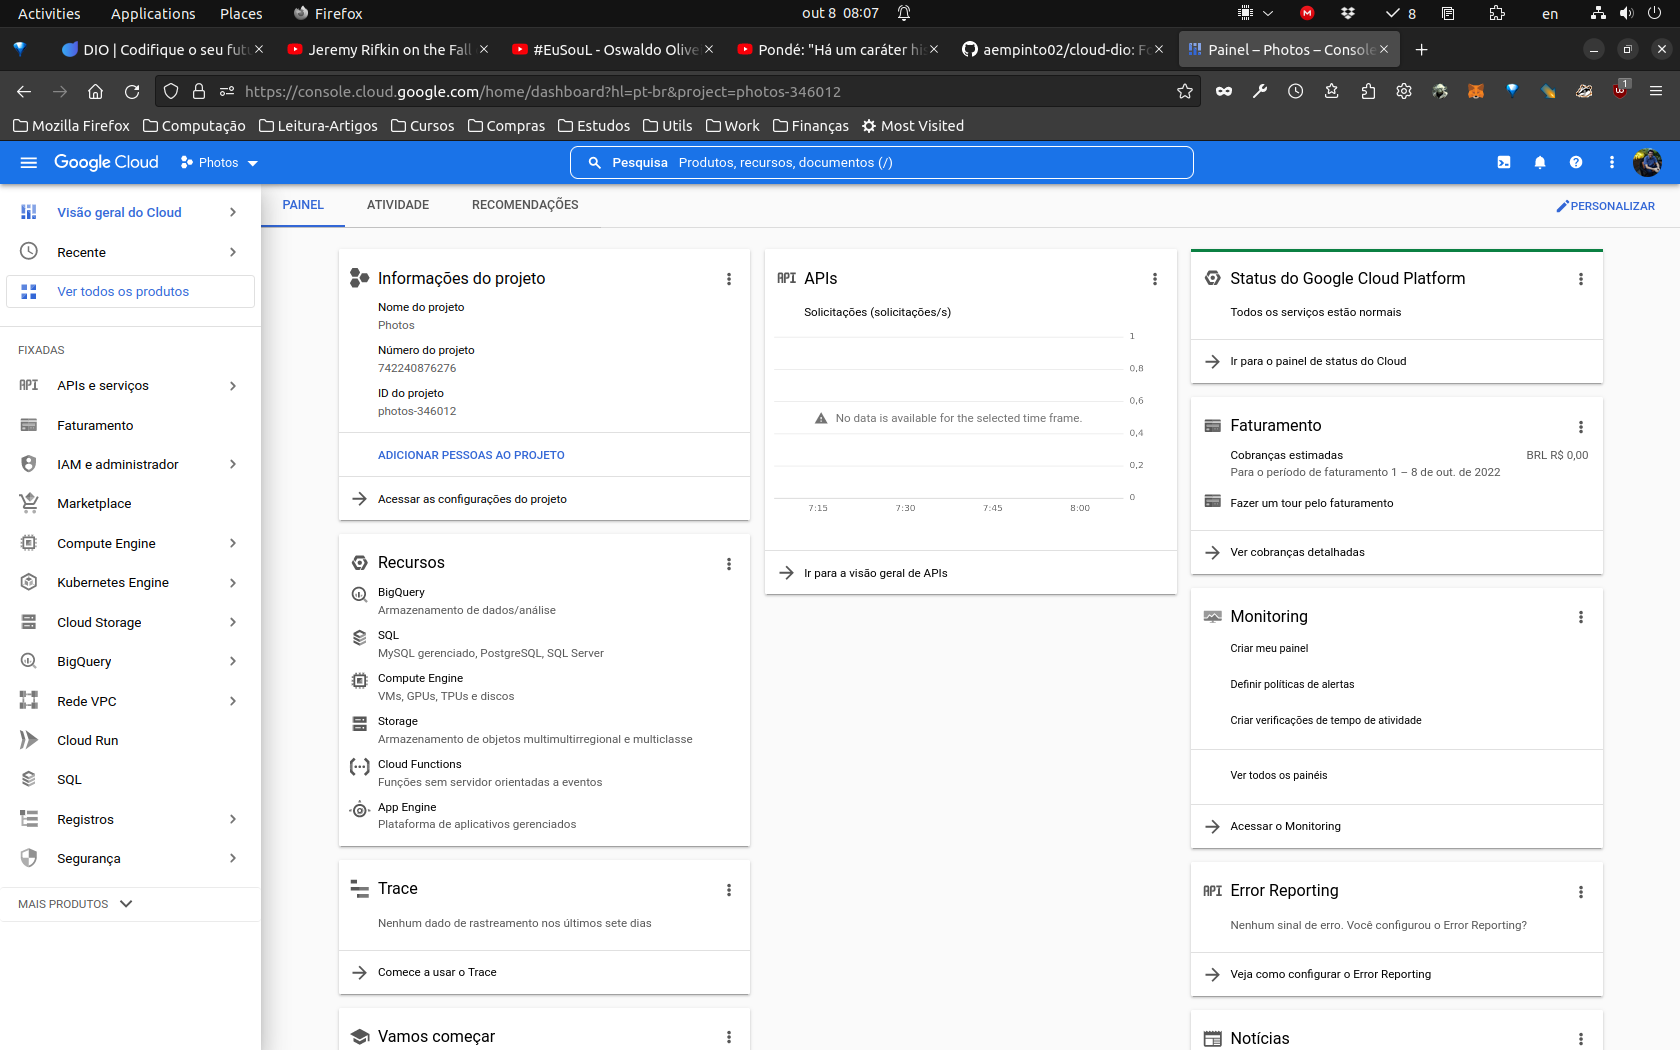 Activities Applications Places Firefox out 8 08:07 8 en
DIO | Codifique o seu futu Jeremy Rifkin on the Fall #EuSouL - Oswaldo Olive Pondé: "Há um caráter his aempinto02/cloud-dio: Fo Painel – Photos – Console
https://console.cloud.google.com/home/dashboard?hl=pt-br&project=photos-346012 1
Mozilla Firefox Computação Leitura-Artigos Cursos Compras Estudos Utils Work Finanças Most Visited
Google Cloud Photos Pesquisa Produtos, recursos, documentos (/)
Visão geral do Cloud
Recente
Ver todos os produtos
FIXADAS
API APIs e serviços
Faturamento
IAM e administrador
Marketplace
Compute Engine
Kubernetes Engine
Cloud Storage
BigQuery
Rede VPC
Cloud Run
SQL
Registros
Segurança
MAIS PRODUTOS
PAINEL ATIVIDADE RECOMENDAÇÕES PERSONALIZAR
Informações do projeto
Nome do projeto
Photos
Número do projeto
742240876276
ID do projeto
photos-346012
ADICIONAR PESSOAS AO PROJETO
Acessar as configurações do projeto
Recursos
BigQuery
Armazenamento de dados/análise
SQL
MySQL gerenciado, PostgreSQL, SQL Server
Compute Engine
VMs, GPUs, TPUs e discos
Storage
Armazenamento de objetos multimultirregional e multiclasse
Cloud Functions
Funções sem servidor orientadas a eventos
App Engine
Plataforma de aplicativos gerenciados
Trace
Nenhum dado de rastreamento nos últimos sete dias
Comece a usar o Trace
Vamos começar
API APIs
Solicitações (solicitações/s)
1
0,8
0,6
No data is available for the selected time frame.
0,4
0,2
0
7:15 7:30 7:45 8:00
Ir para a visão geral de APIs
Status do Google Cloud Platform
Todos os serviços estão normais
Ir para o painel de status do Cloud
Faturamento
Cobranças estimadas BRL R$ 0,00
Para o período de faturamento 1 – 8 de out. de 2022
Fazer um tour pelo faturamento
Ver cobranças detalhadas
Monitoring
Criar meu painel
Definir políticas de alertas
Criar verificações de tempo de atividade
Ver todos os painéis
Acessar o Monitoring
API Error Reporting
Nenhum sinal de erro. Você configurou o Error Reporting?
Veja como configurar o Error Reporting
Notícias